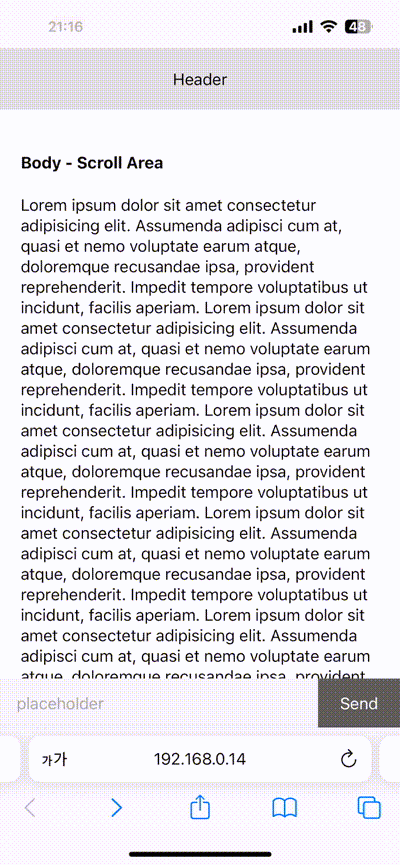 21:16
48
Header
Body - Scroll Area
Lorem ipsum dolor sit amet consectetur
adipisicing elit. Assumenda adipisci cum at,
quasi et nemo voluptate earum atque,
doloremque recusandae ipsa, provident
reprehenderit. Impedit tempore voluptatibus ut
incidunt, facilis aperiam. Lorem ipsum dolor sit
amet consectetur adipisicing elit. Assumenda
adipisci cum at, quasi et nemo voluptate earum
atque, doloremque recusandae ipsa, provident
reprehenderit. Impedit tempore voluptatibus ut
incidunt, facilis aperiam. Lorem ipsum dolor sit
amet consectetur adipisicing elit. Assumenda
adipisci cum at, quasi et nemo voluptate earum
atque, doloremque recusandae ipsa, provident
reprehenderit. Impedit tempore voluptatibus ut
incidunt, facilis aperiam. Lorem ipsum dolor sit
amet consectetur adipisicing elit. Assumenda
adipisci cum at, quasi et nemo voluptate earum
atque, doloremque recusandae ipsa, provident
reprehenderit. Impedit tempore voluptatibus ut
incidunt, facilis aperiam. Lorem ipsum dolor sit
amet consectetur adipisicing elit. Assumenda
adipisci cum at, quasi et nemo voluptate earum
atque, doloremque recusandae ipsa, provident
placeholder Send
가가 192.168.0.14